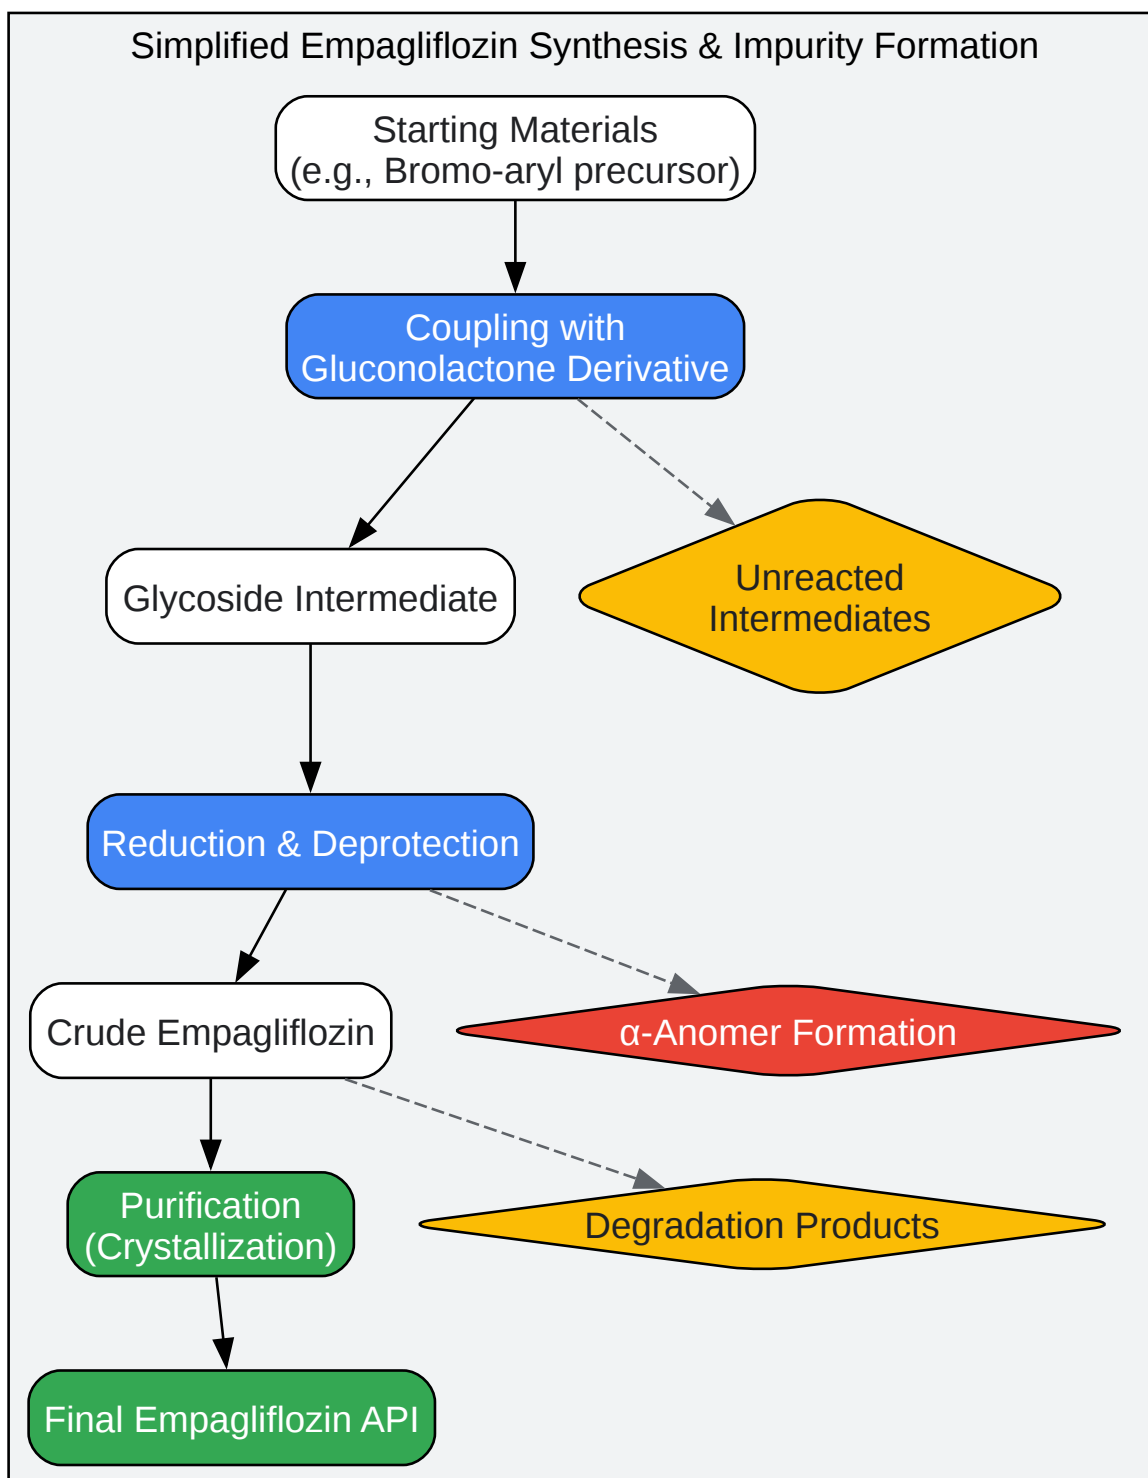 Simplified Empagliflozin Synthesis & Impurity Formation
Starting Materials
(e.g., Bromo-aryl precursor)
Coupling with
Gluconolactone Derivative
Glycoside Intermediate
Unreacted
Intermediates
Reduction & Deprotection
Crude Empagliflozin
α-Anomer Formation
Purification
(Crystallization)
Degradation Products
Final Empagliflozin API